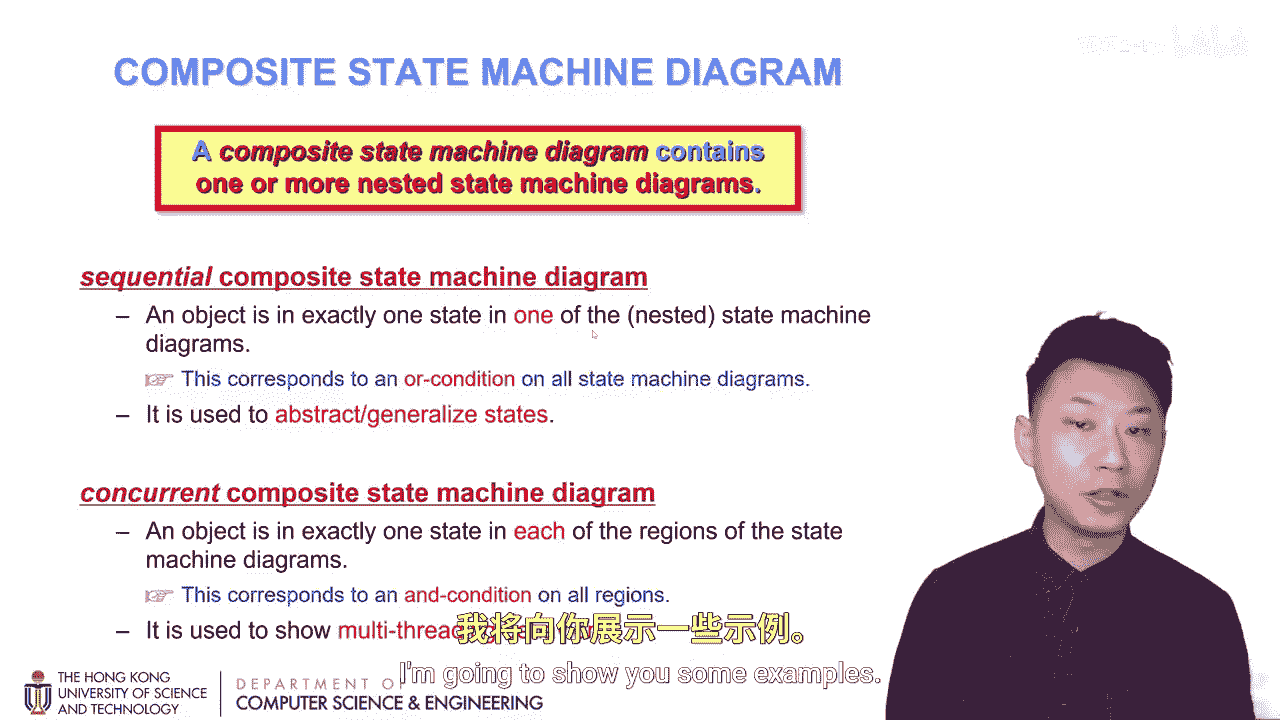 COMPOSITE STATE MACHINE DIAGRAM
A composite state machine diagram contains
one or more nested state machine diagrams.
sequential composite state machine diagram
– An object is in exactly one state in one of the (nested) state machine
diagrams.
☞ This corresponds to an or-condition on all state machine diagrams.
– It is used to abstract/generalize states.
concurrent composite state machine diagram
– An object is in exactly one state in each of the regions of the state
machine diagrams.
☞ This corresponds to an and-condition on all regions.
– It is used to show
我将向你展示一些示例。
I'm going to show you some examples.
THE HONG KONG
UNIVERSITY OF SCIENCE
AND TECHNOLOGY
DEPARTMENT OF
COMPUTER SCIENCE & ENGINEERING